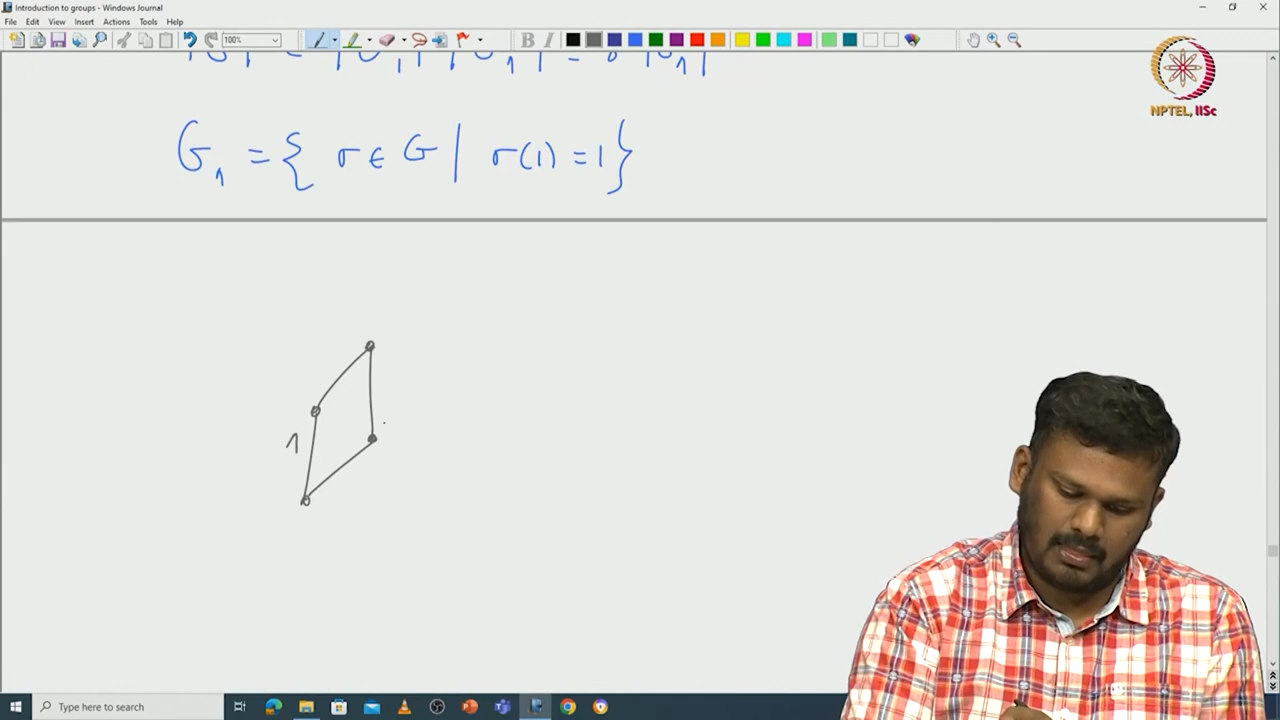 Introduction to groups - Windows Journal
File Edit View Insert Actions Tools Help
100%
NPTEL, IISc
G₁ = { σ ∈ G | σ(1) = 1 }
1
Type here to search